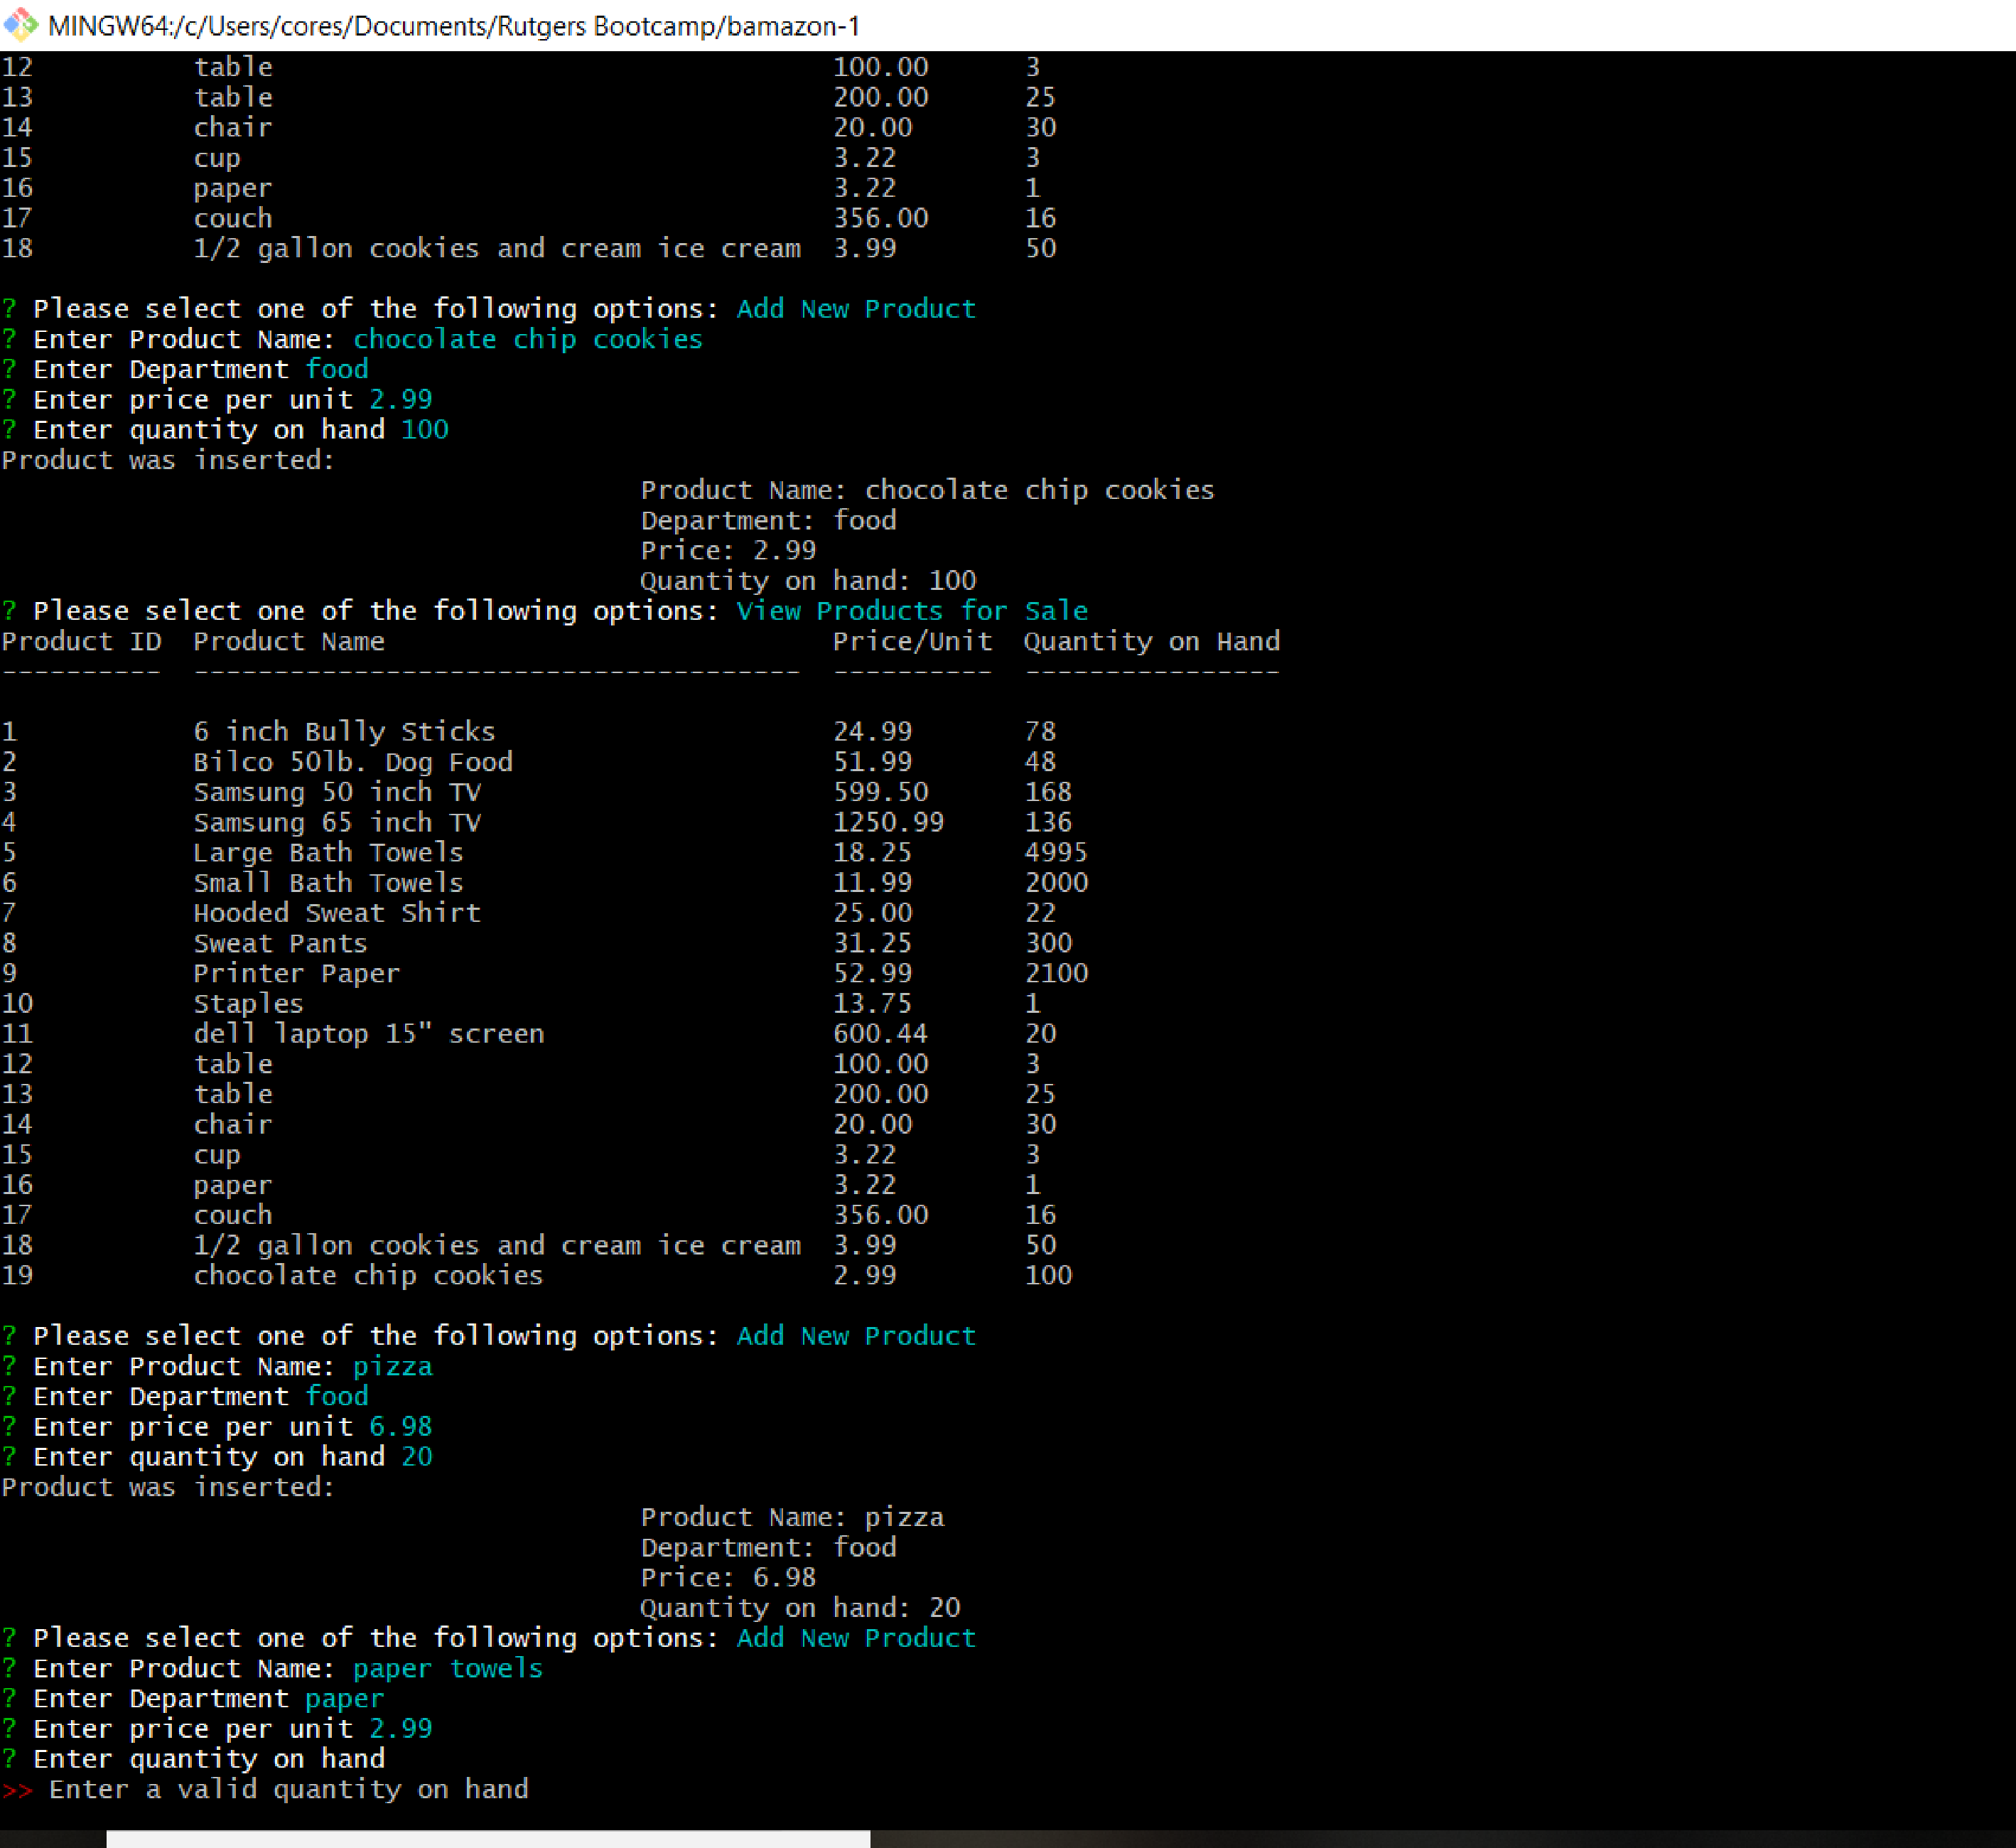 MINGW64:/c/Users/cores/Documents/Rutgers Bootcamp/bamazon-1
12 table 100.00 3
13 table 200.00 25
14 chair 20.00 30
15 cup 3.22 3
16 paper 3.22 1
17 couch 356.00 16
18 1/2 gallon cookies and cream ice cream 3.99 50
? Please select one of the following options: Add New Product
? Enter Product Name: chocolate chip cookies
? Enter Department food
? Enter price per unit 2.99
? Enter quantity on hand 100
Product was inserted:
Product Name: chocolate chip cookies
Department: food
Price: 2.99
Quantity on hand: 100
? Please select one of the following options: View Products for Sale
Product ID Product Name Price/Unit Quantity on Hand
---------- -------------------------------------- ---------- ----------------
1 6 inch Bully Sticks 24.99 78
2 Bilco 50lb. Dog Food 51.99 48
3 Samsung 50 inch TV 599.50 168
4 Samsung 65 inch TV 1250.99 136
5 Large Bath Towels 18.25 4995
6 Small Bath Towels 11.99 2000
7 Hooded Sweat Shirt 25.00 22
8 Sweat Pants 31.25 300
9 Printer Paper 52.99 2100
10 Staples 13.75 1
11 dell laptop 15" screen 600.44 20
12 table 100.00 3
13 table 200.00 25
14 chair 20.00 30
15 cup 3.22 3
16 paper 3.22 1
17 couch 356.00 16
18 1/2 gallon cookies and cream ice cream 3.99 50
19 chocolate chip cookies 2.99 100
? Please select one of the following options: Add New Product
? Enter Product Name: pizza
? Enter Department food
? Enter price per unit 6.98
? Enter quantity on hand 20
Product was inserted:
Product Name: pizza
Department: food
Price: 6.98
Quantity on hand: 20
? Please select one of the following options: Add New Product
? Enter Product Name: paper towels
? Enter Department paper
? Enter price per unit 2.99
? Enter quantity on hand
>> Enter a valid quantity on hand